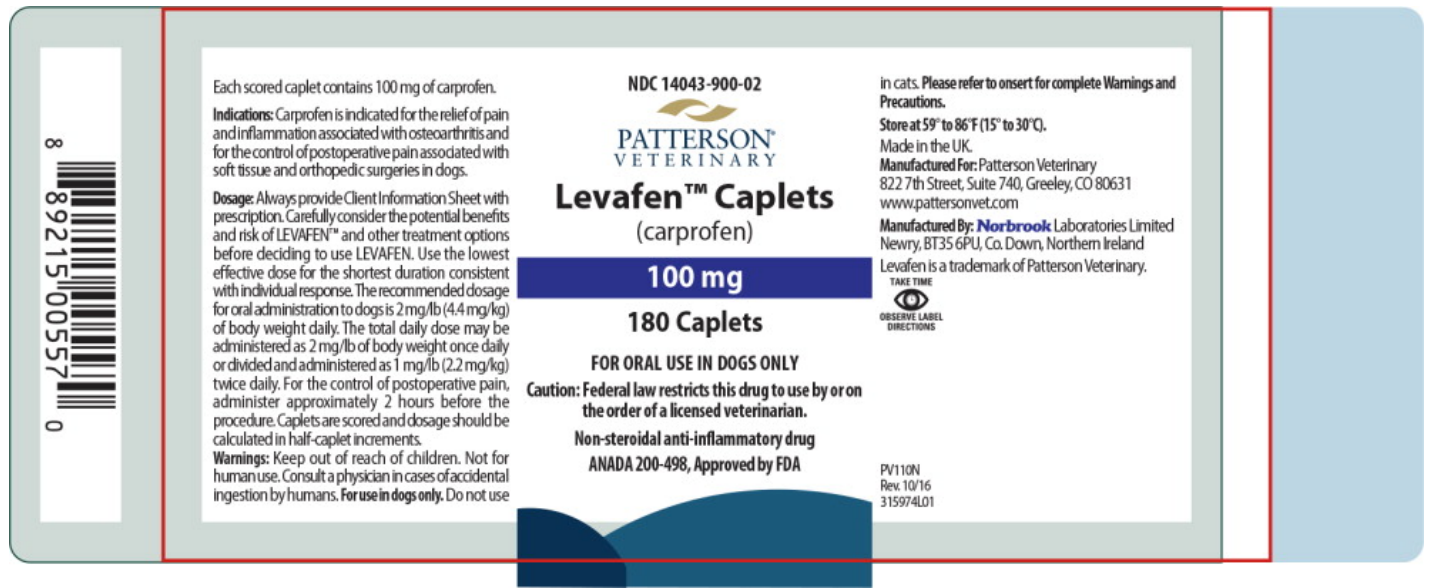 8 89215 00557 0
Each scored caplet contains 100 mg of carprofen.
Indications: Carprofen is indicated for the relief of pain
and inflammation associated with osteoarthritis and
for the control of postoperative pain associated with
soft tissue and orthopedic surgeries in dogs.
Dosage: Always provide Client Information Sheet with
prescription. Carefully consider the potential benefits
and risk of LEVAFEN™ and other treatment options
before deciding to use LEVAFEN. Use the lowest
effective dose for the shortest duration consistent
with individual response. The recommended dosage
for oral administration to dogs is 2 mg/lb (4.4 mg/kg)
of body weight daily. The total daily dose may be
administered as 2 mg/lb of body weight once daily
or divided and administered as 1 mg/lb (2.2 mg/kg)
twice daily. For the control of postoperative pain,
administer approximately 2 hours before the
procedure. Caplets are scored and dosage should be
calculated in half-caplet increments.
Warnings: Keep out of reach of children. Not for
human use. Consult a physician in cases of accidental
ingestion by humans. For use in dogs only. Do not use
NDC 14043-900-02
PATTERSON®
VETERINARY
Levafen™ Caplets
(carprofen)
100 mg
180 Caplets
FOR ORAL USE IN DOGS ONLY
Caution: Federal law restricts this drug to use by or on
the order of a licensed veterinarian.
Non-steroidal anti-inflammatory drug
ANADA 200-498, Approved by FDA
in cats. Please refer to onsert for complete Warnings and
Precautions.
Store at 59° to 86°F (15° to 30°C).
Made in the UK.
Manufactured For: Patterson Veterinary
822 7th Street, Suite 740, Greeley, CO 80631
www.pattersonvet.com
Manufactured By: Norbrook Laboratories Limited
Newry, BT35 6PU, Co. Down, Northern Ireland
Levafen is a trademark of Patterson Veterinary.
TAKE TIME
OBSERVE LABEL
DIRECTIONS
PV110N
Rev. 10/16
315974L01